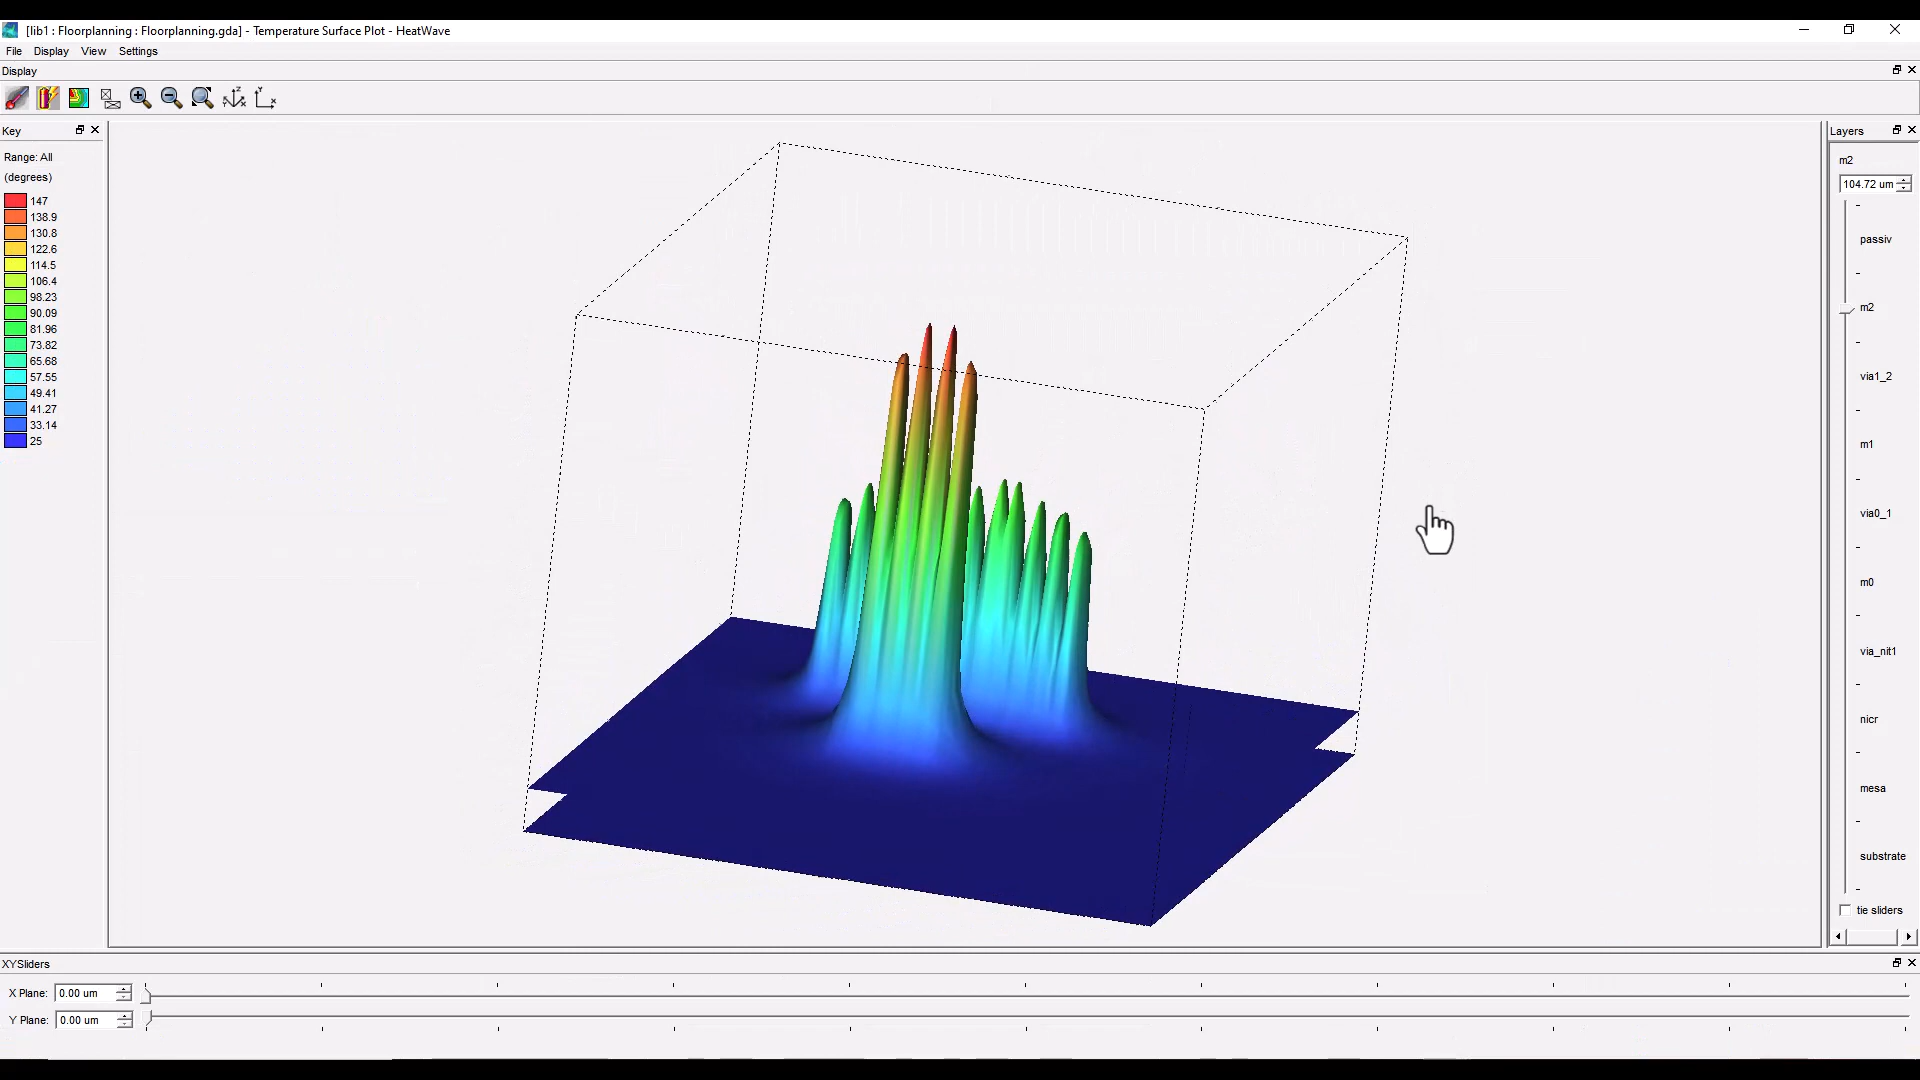 [lib1 : Floorplanning : Floorplanning.gda] - Temperature Surface Plot - HeatWave
File Display View Settings
Display
Key
Range: All
(degrees)
147
138.9
130.8
122.6
114.5
106.4
98.23
90.09
81.96
73.82
65.68
57.55
49.41
41.27
33.14
25
Layers
m2
104.72 um
passiv
m2
via1_2
m1
via0_1
m0
via_nit1
nicr
mesa
substrate
tie sliders
XYSliders
X Plane: 0.00 um
Y Plane: 0.00 um